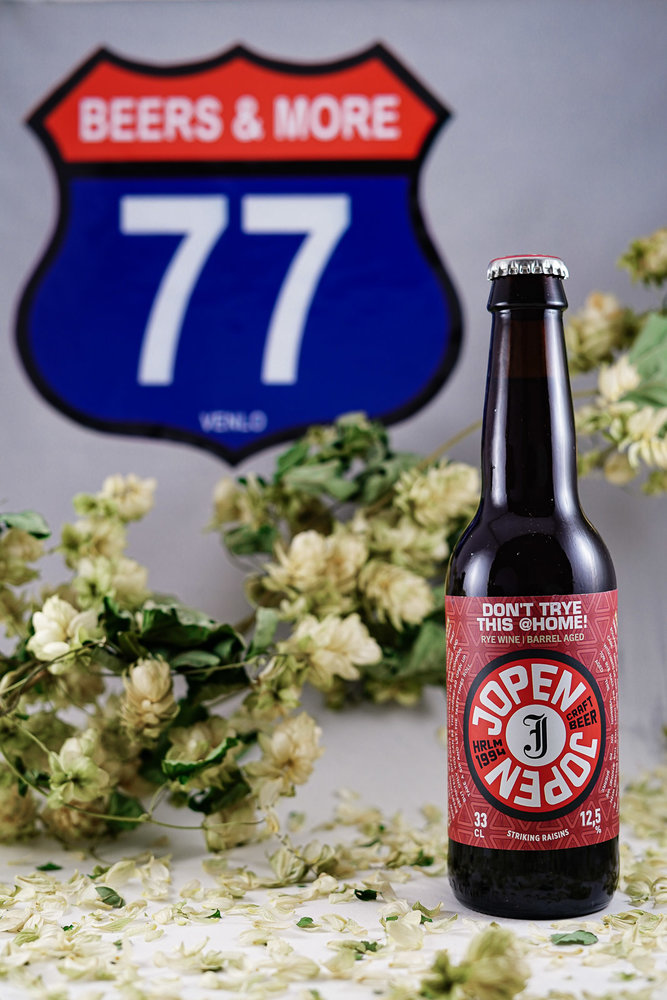 BEERS & MORE
77
VENLO
DON'T TRYE
THIS @HOME!
RYE WINE | BARREL AGED
JOPEN
CRAFT
BEER
HRLM
1994
J
JOPEN
33
CL
12,5
%
STRIKING RAISINS